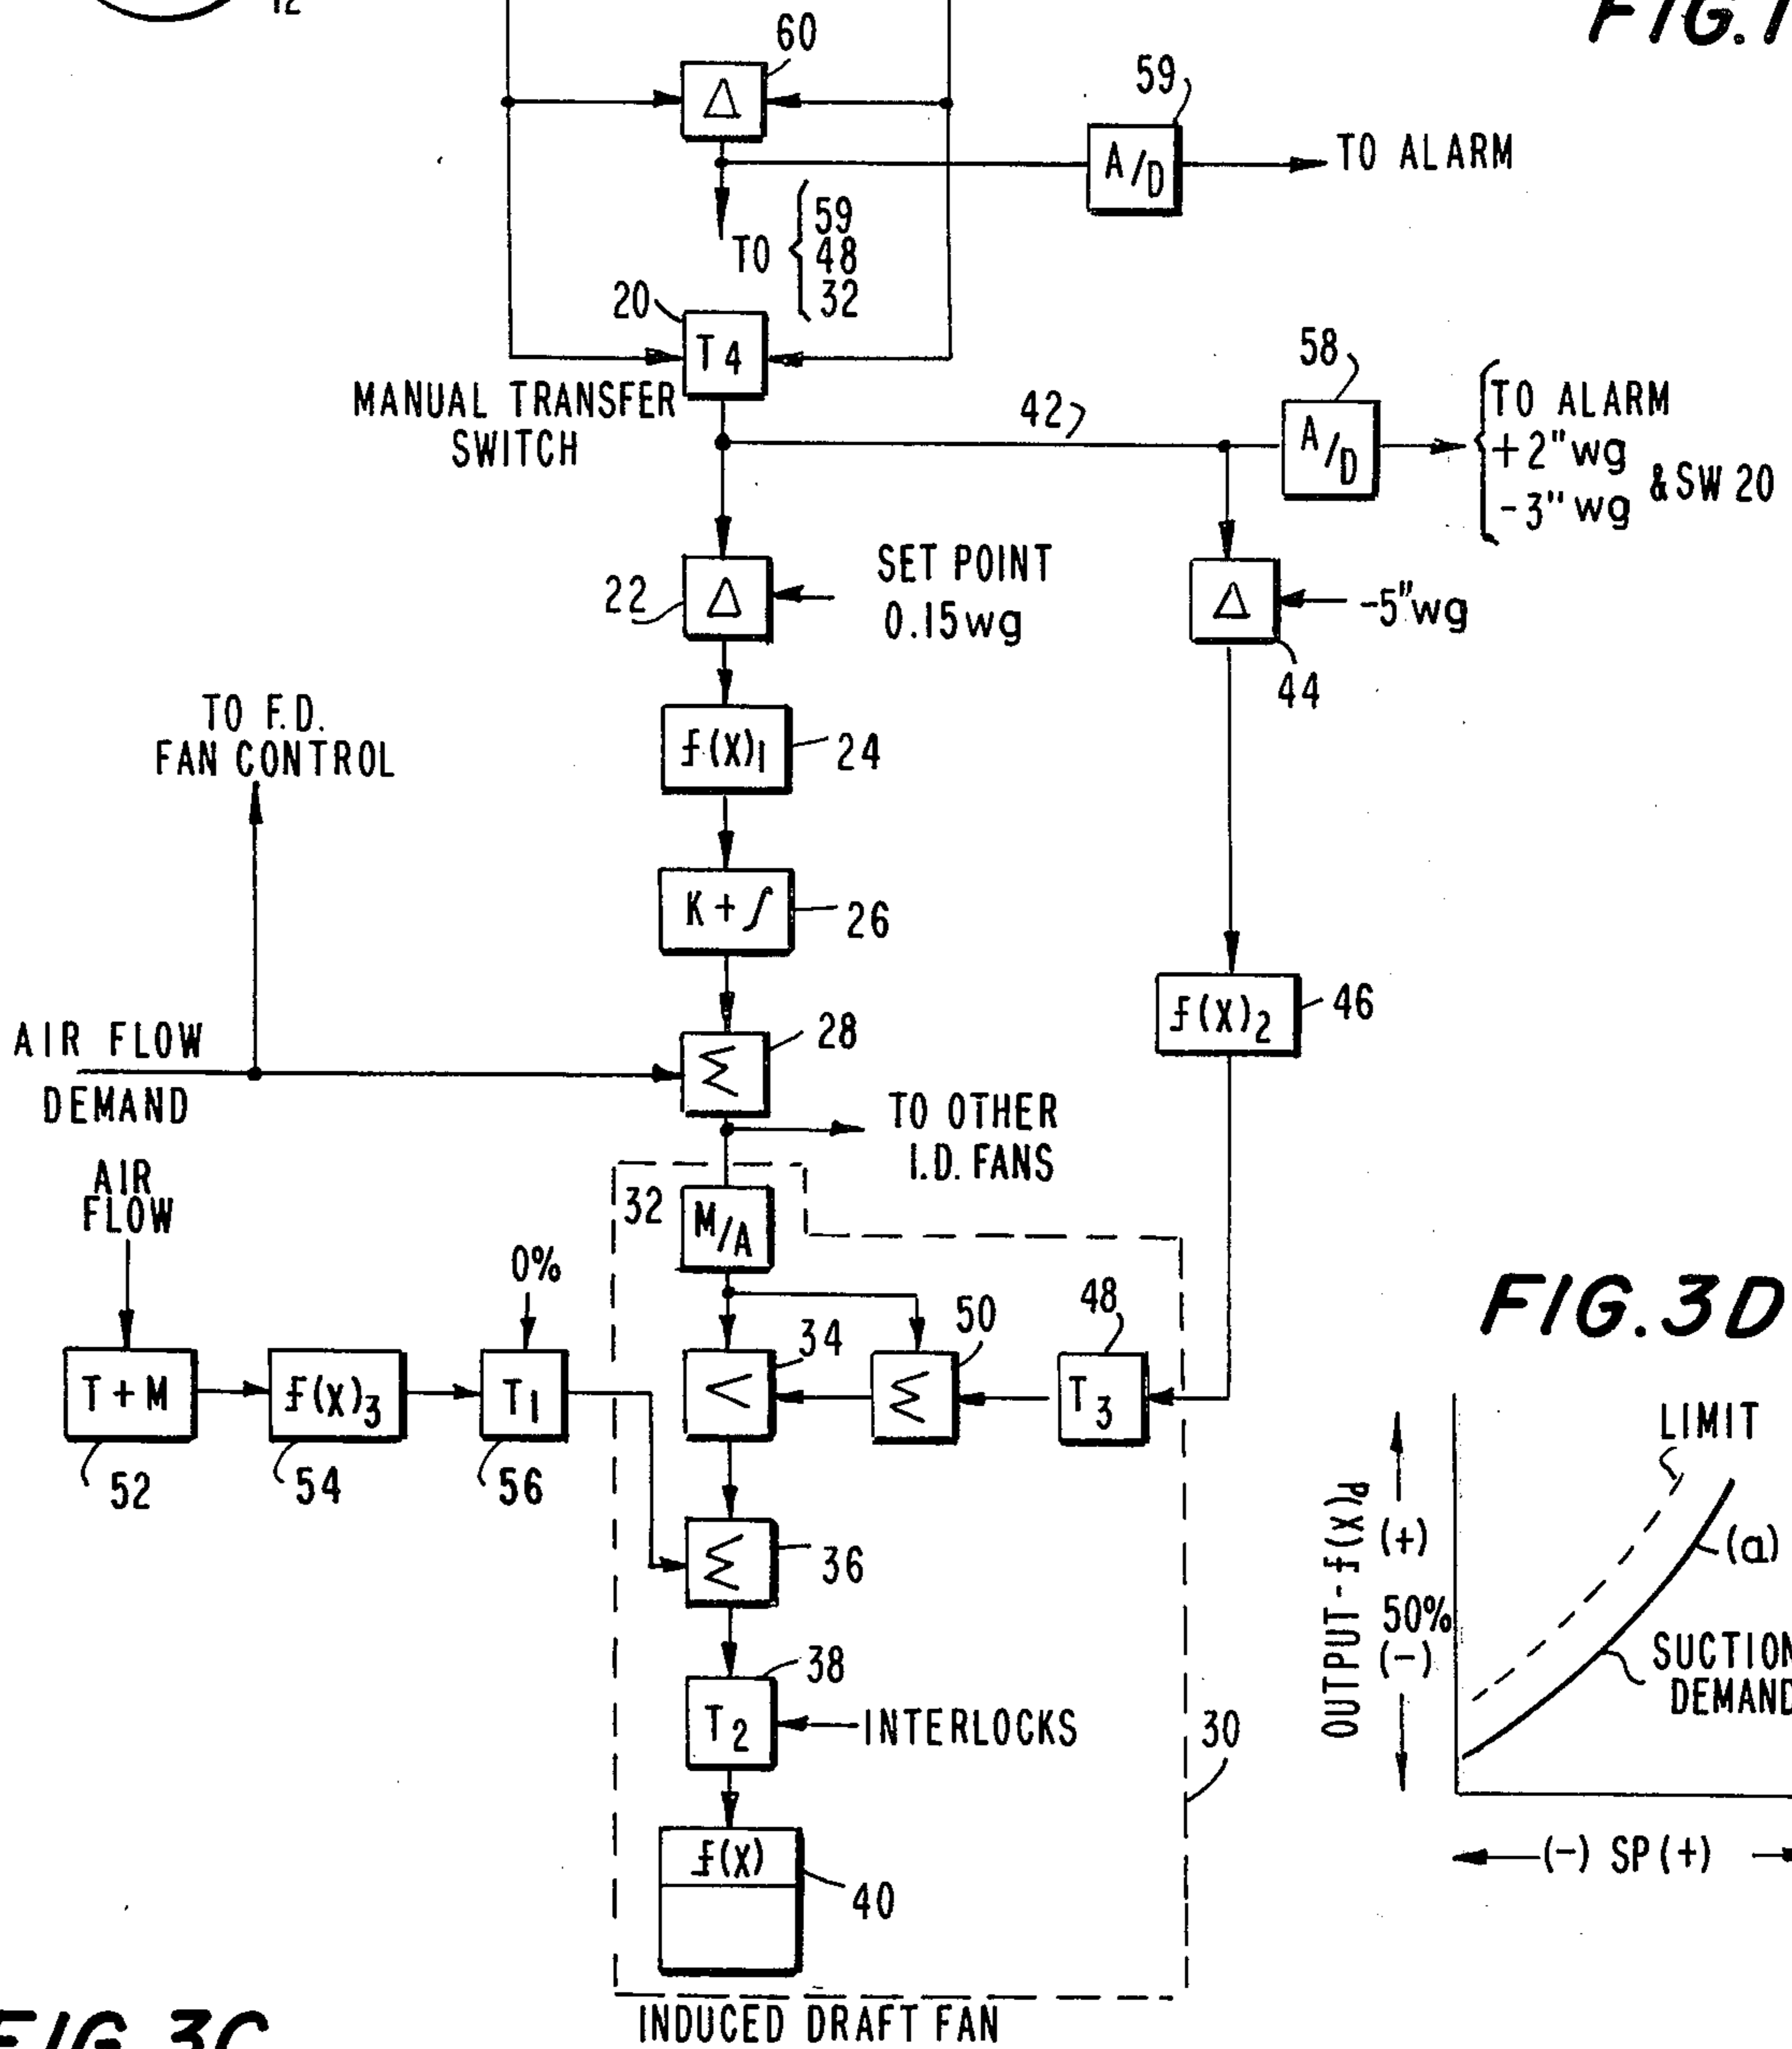 12
FIG. 1
60
Δ
59
A/D
TO ALARM
TO { 59
48
32
20
T4
MANUAL TRANSFER
SWITCH
42
58
A/D
TO ALARM
+2"wg
-3"wg
& SW 20
22
Δ
SET POINT
0.15wg
Δ
-5"wg
44
TO F.D.
FAN CONTROL
f(X)1
24
K+∫
26
AIR FLOW
DEMAND
Σ
28
f(X)2
46
TO OTHER
I.D. FANS
AIR
FLOW
32
M/A
0%
T+M
52
f(X)3
54
T1
56
<
34
Σ
50
T3
48
Σ
36
T2
38
INTERLOCKS
30
f(X)
40
INDUCED DRAFT FAN
FIG. 3D
LIMIT
(a)
SUCTION
DEMAND
OUTPUT-f(X)d
(+)
50%
(-)
(-) SP (+)
FIG. 3C